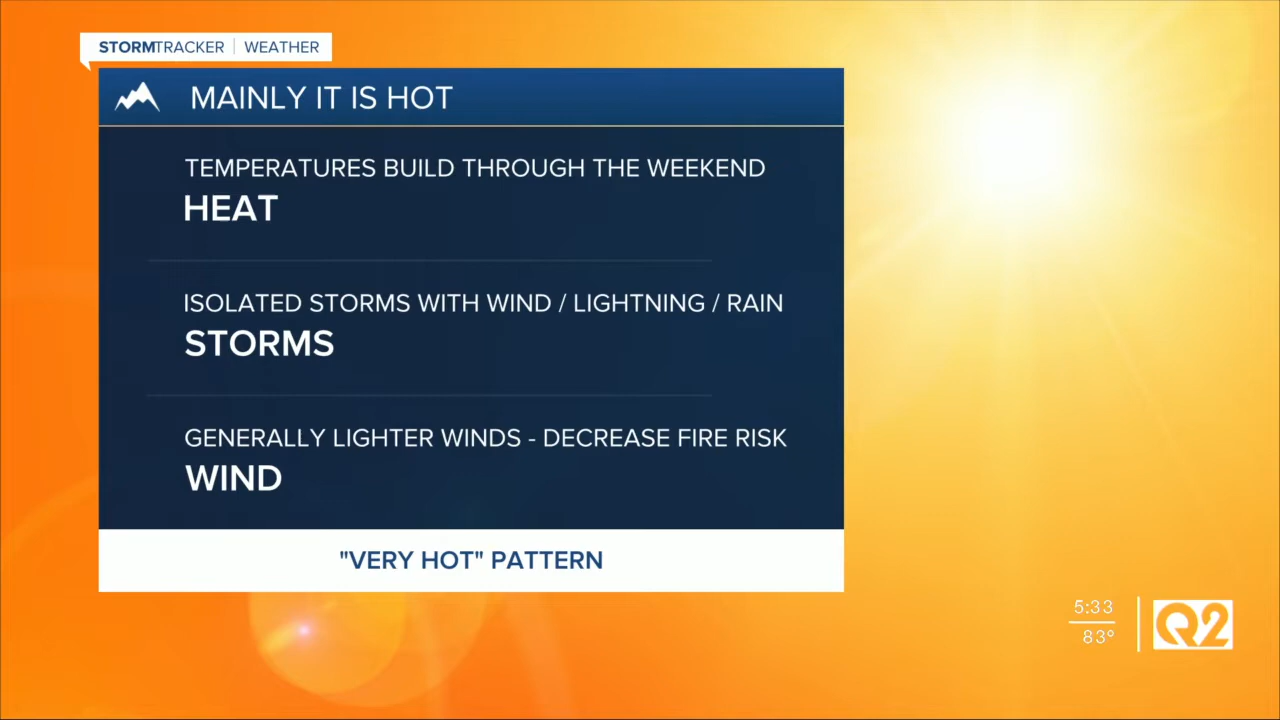 STORMTRACKER | WEATHER
MAINLY IT IS HOT
TEMPERATURES BUILD THROUGH THE WEEKEND
HEAT
ISOLATED STORMS WITH WIND / LIGHTNING / RAIN
STORMS
GENERALLY LIGHTER WINDS - DECREASE FIRE RISK
WIND
"VERY HOT" PATTERN
5:33
83°
Q2